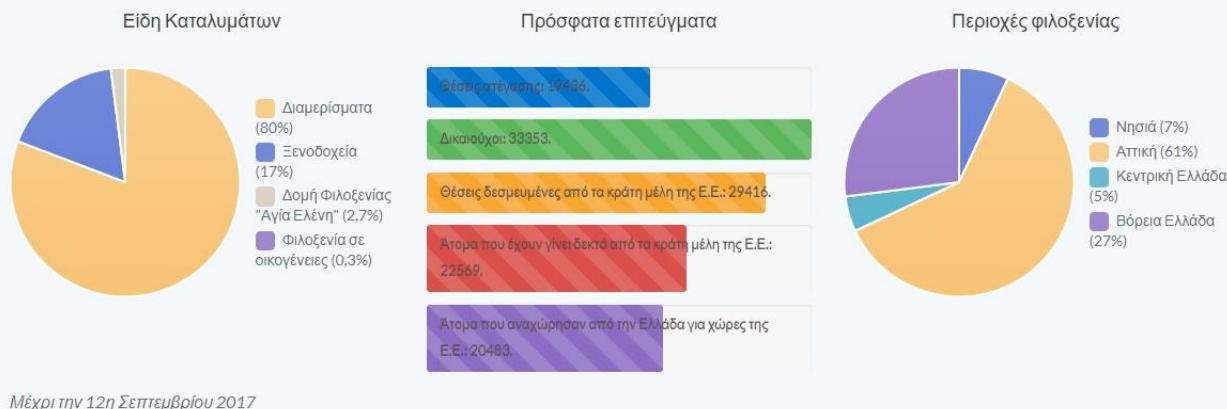 Είδη Καταλυμάτων
Διαμερίσματα
(80%)
Ξενοδοχεία
(17%)
Δομή Φιλοξενίας
"Αγία Ελένη" (2,7%)
Φιλοξενία σε
οικογένειες (0,3%)
Πρόσφατα επιτεύγματα
Θέσεις στέγασης: 19436.
Δικαιούχοι: 33353.
Θέσεις δεσμευμένες από τα κράτη μέλη της Ε.Ε.: 29416.
Άτομα που έχουν γίνει δεκτά από τα κράτη μέλη της Ε.Ε.:
22569.
Άτομα που αναχώρησαν από την Ελλάδα για χώρες της
Ε.Ε.: 20483.
Περιοχές φιλοξενίας
Νησιά (7%)
Αττική (61%)
Κεντρική Ελλάδα
(5%)
Βόρεια Ελλάδα
(27%)
Μέχρι την 12η Σεπτεμβρίου 2017